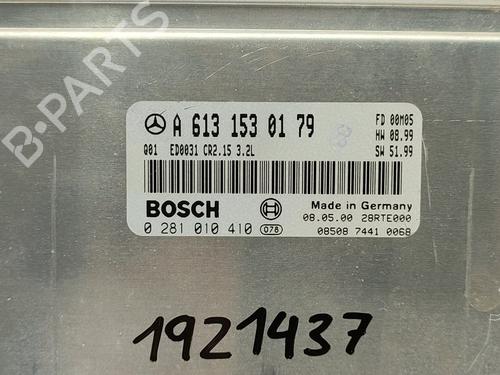 B-PARTS
A 613 153 01 79
FD 00M05
HW 08.99
SW 51.99
Q01 ED0031 CR2.15 3.2L
BOSCH
Made in Germany
08.05.00 28RTE000
0 281 010 410 078
08508 7441 0068
1921437